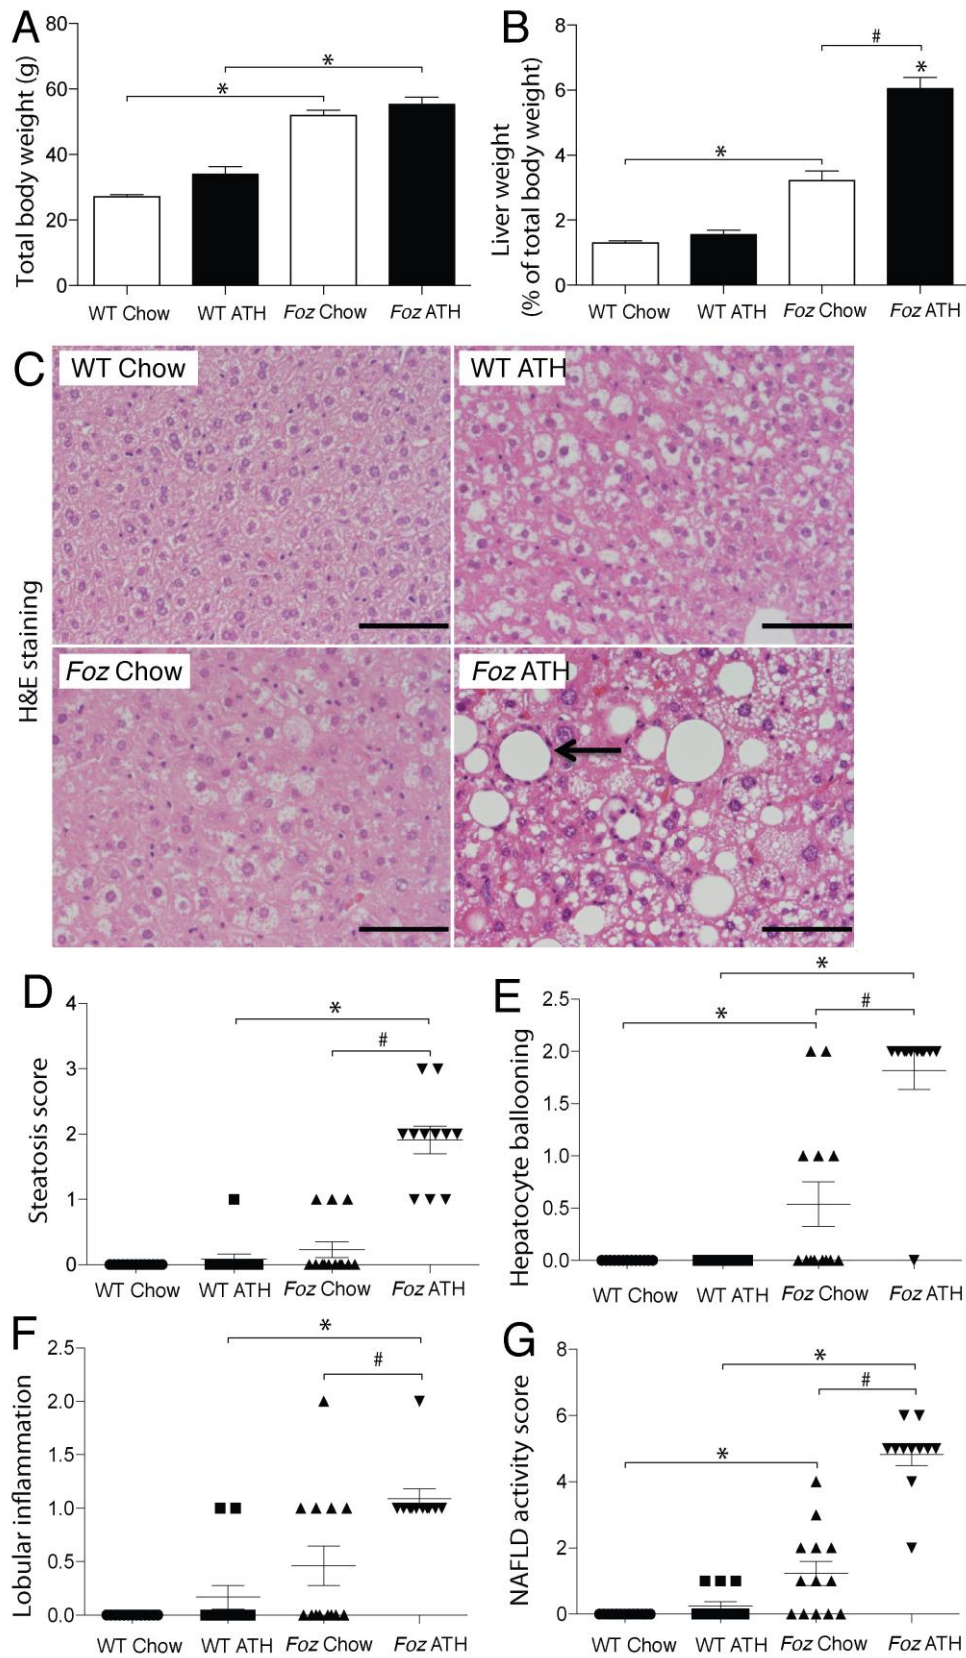 A
Total body weight (g)
80
60
40
20
0
*
*
WT Chow WT ATH Foz Chow Foz ATH
B
Liver weight
(% of total body weight)
8
6
4
2
0
#
*
*
WT Chow WT ATH Foz Chow Foz ATH
C
H&E staining
WT Chow
WT ATH
Foz Chow
Foz ATH
D
Steatosis score
4
3
2
1
0
*
#
WT Chow WT ATH Foz Chow Foz ATH
E
Hepatocyte ballooning
2.5
2.0
1.5
1.0
0.5
0.0
*
#
*
WT Chow WT ATH Foz Chow Foz ATH
F
Lobular inflammation
2.5
2.0
1.5
1.0
0.5
0.0
*
#
WT Chow WT ATH Foz Chow Foz ATH
G
NAFLD activity score
8
6
4
2
0
*
#
*
WT Chow WT ATH Foz Chow Foz ATH